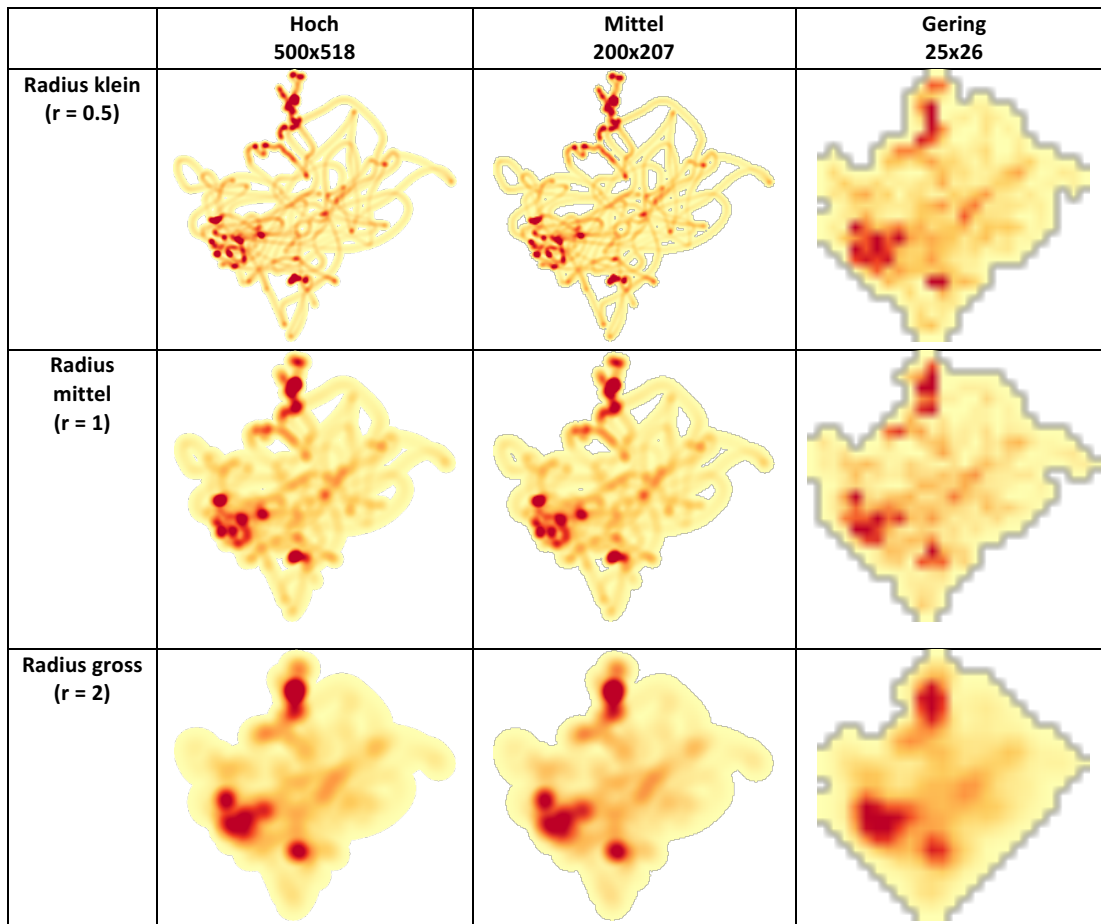 Hoch
500x518
Mittel
200x207
Gering
25x26
Radius klein
(r = 0.5)
Radius
mittel
(r = 1)
Radius gross
(r = 2)